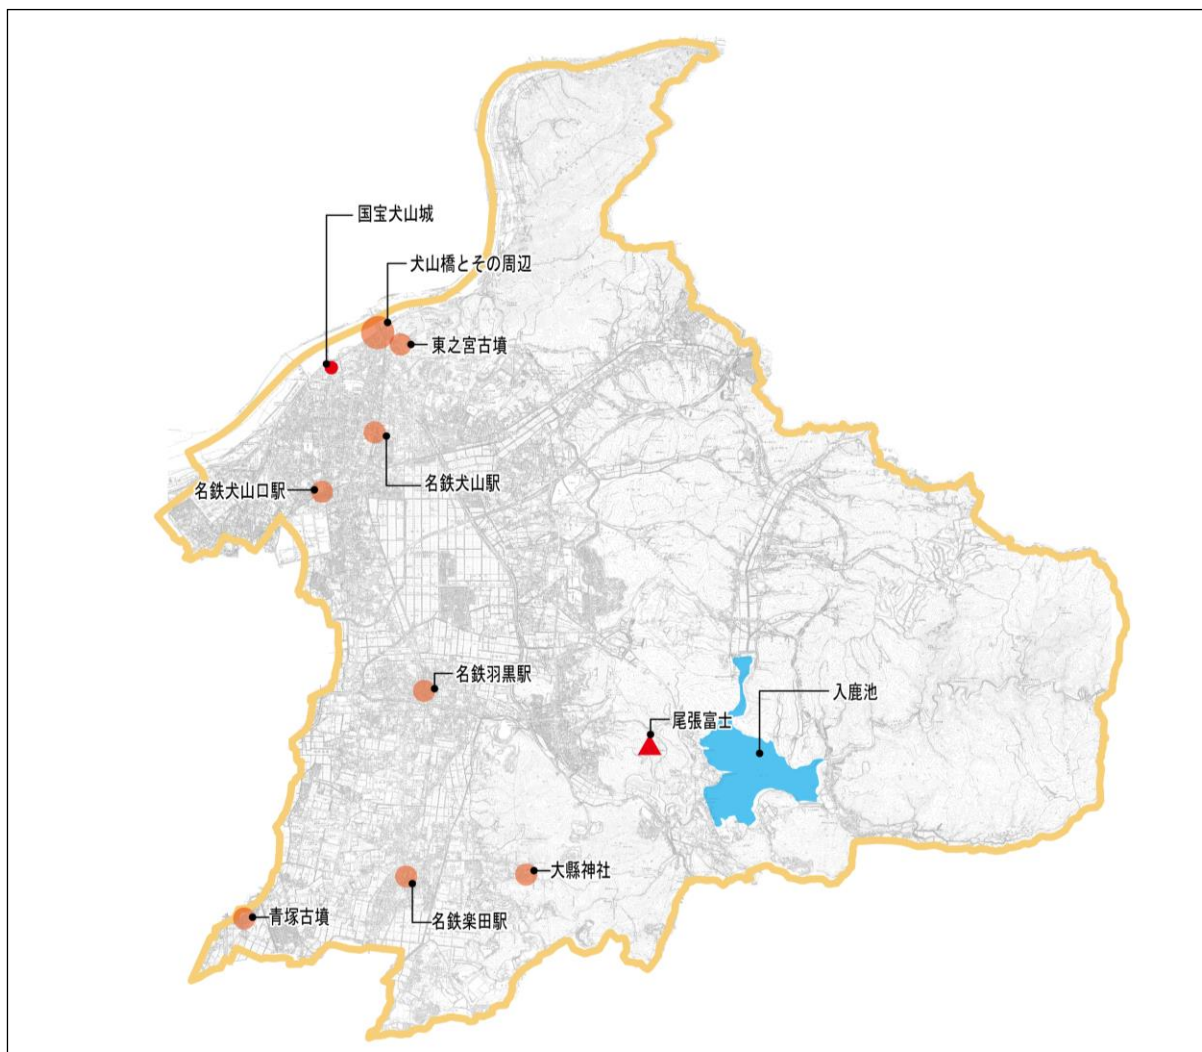 国宝犬山城
犬山橋とその周辺
東之宮古墳
名鉄犬山駅
名鉄犬山口駅
名鉄羽黒駅
尾張富士
入鹿池
大縣神社
青塚古墳
名鉄楽田駅